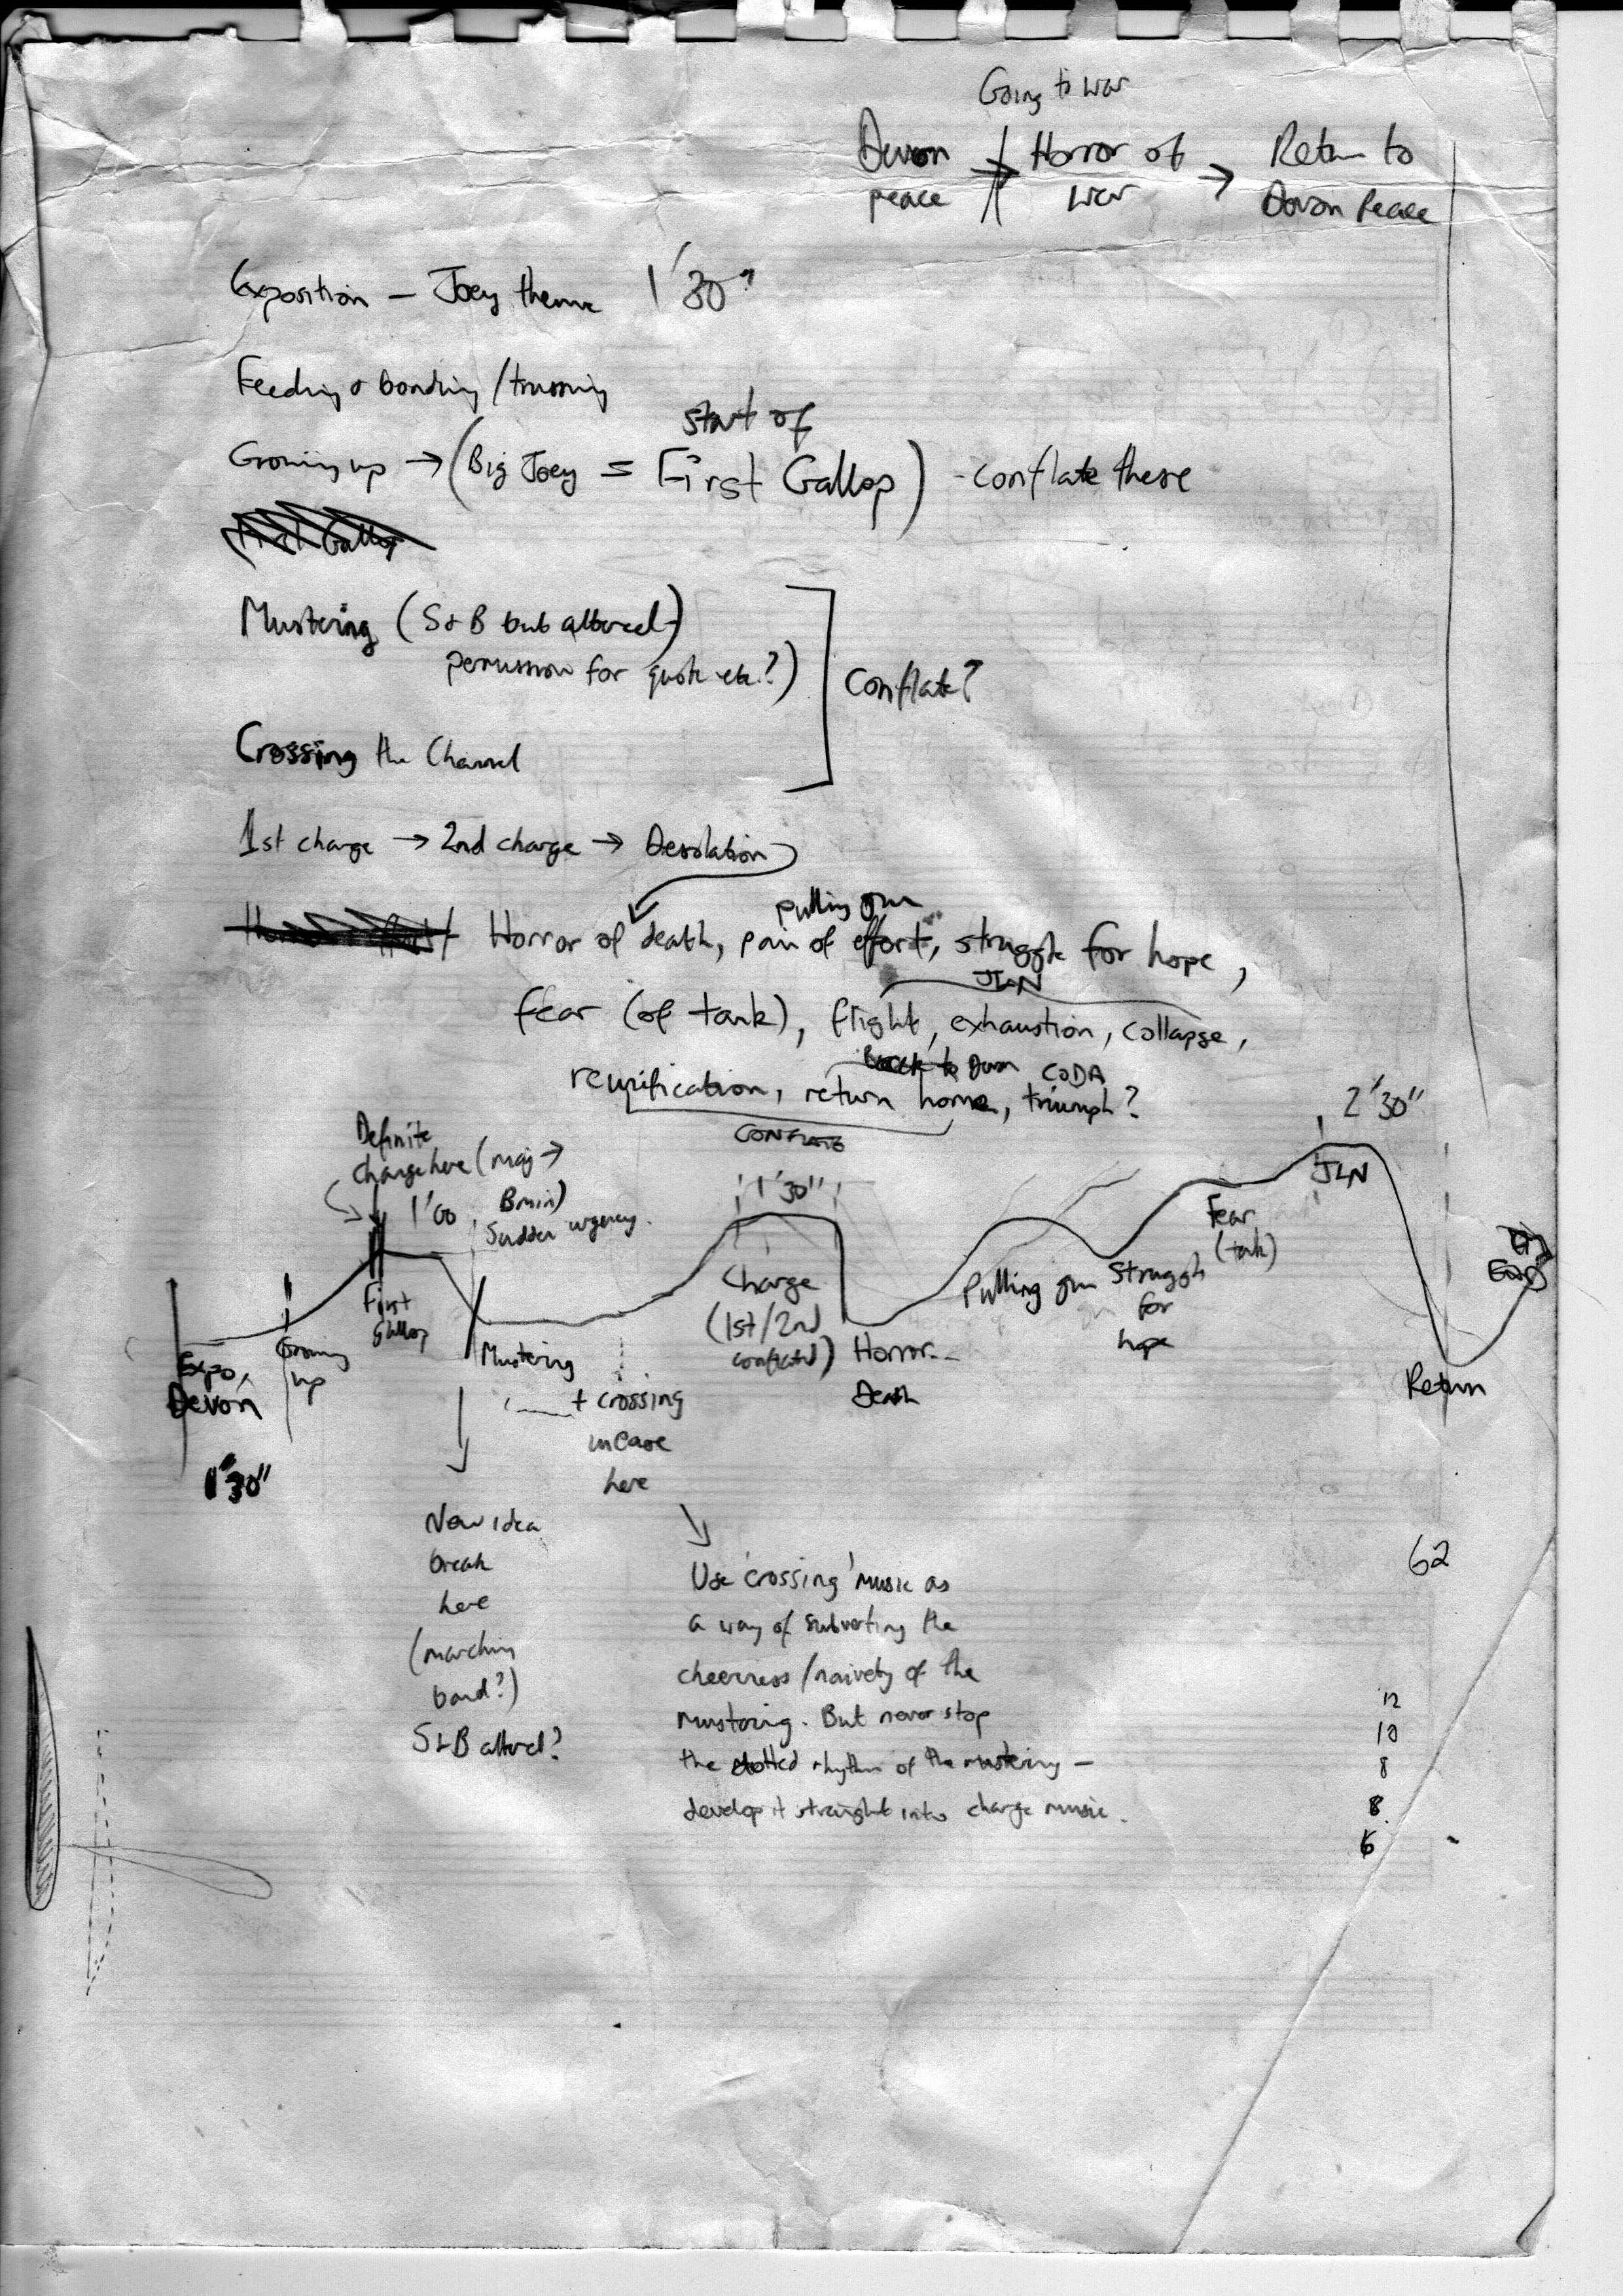 Going to war
Devon → Horror of → Return to
peace war Devon Peace
Exposition – Joey theme 1'30"
Feeding & bonding /
Growing up → (Big Joey = start of First Gallop) - conflate these
First Gallop
Mustering (S&B but altered)
permission for quote etc.?)
Conflate?
Crossing the Channel
1st charge → 2nd charge → Desolation
pulling gun
Horror of death, pain of effort, struggle for hope,
JLN
fear (of tank), flight, exhaustion, collapse,
back to Devon CODA
reunification, return home, triumph?
CONFLATE
2'30"
Definite
change here (maj →
B min)
1'00
Sudden urgency.
1'30"
JLN
First
gallop
Charge
(1st/2nd
conflated)
Fear
(tank)
Pulling gun
Struggle
for
hope
End
Expo,
Devon
Growing
up
Mustering
Horror..
Death
Return
+ crossing
in case
here
1'30"
New idea
break
here
(marching
band?)
S&B altered?
Use 'crossing' music as
a way of subverting the
cheeriness/naivety of the
mustering. But never stop
the dotted rhythm of the mustering –
develop it straight into charge music.
62
12
10
8
8
6